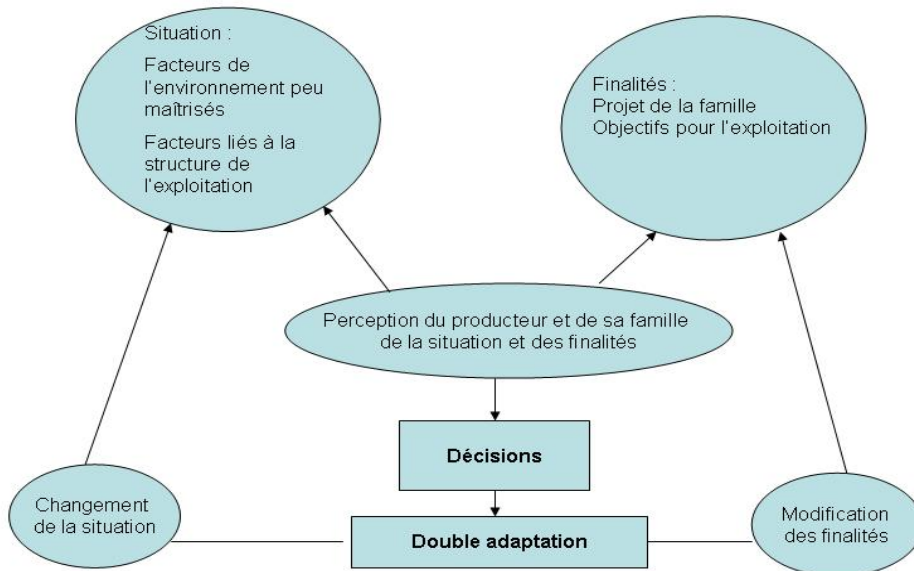 Situation :
Facteurs de
l'environnement peu
maîtrisés
Facteurs liés à la
structure de
l'exploitation
Finalités :
Projet de la famille
Objectifs pour l'exploitation
Perception du producteur et de sa famille
de la situation et des finalités
Décisions
Changement
de la situation
Double adaptation
Modification
des finalités